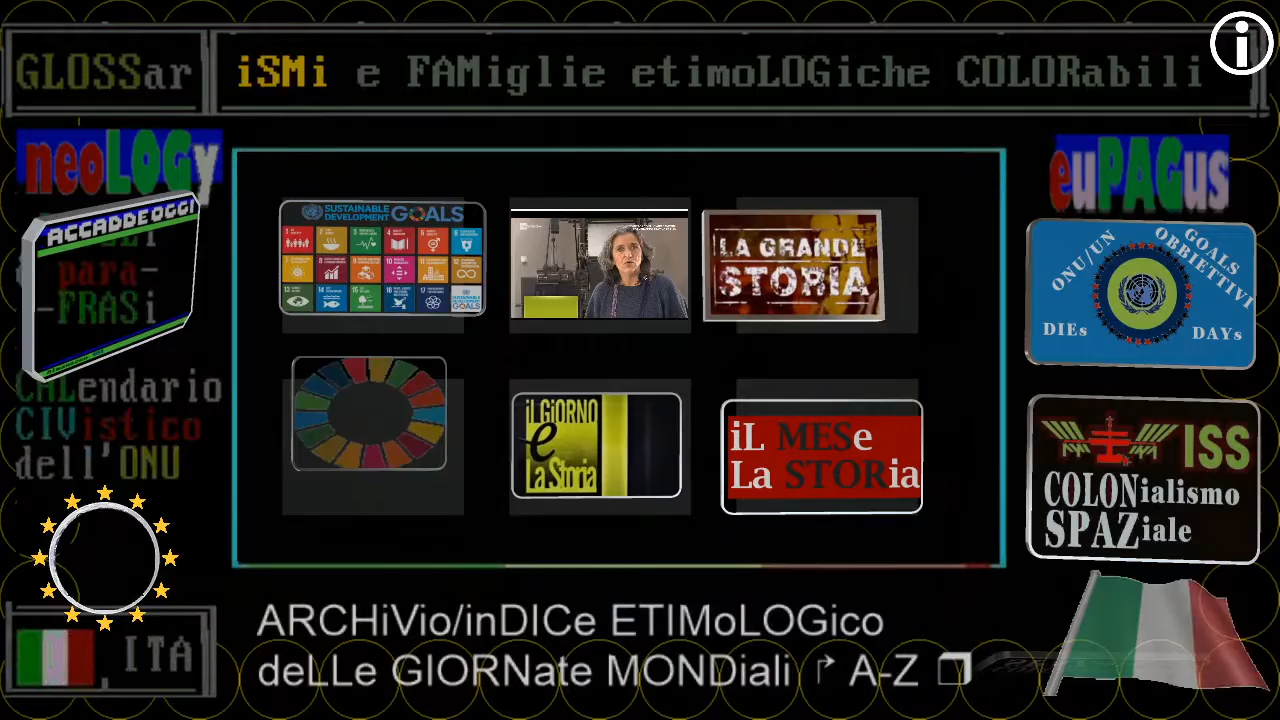 GLOSSar
iSMi e FAMiglie etimoLOGiche COLORabili
neoLOGy
ACCADDE OGGI
para-
-FRASi
CALendario
CIVistico
dell'ONU
ITA
SUSTAINABLE
DEVELOPMENT GOALS
LA GRANDE
STORIA
iL GiORNO
e
La Storia
iL MESe
La STORia
euPAGus
ONU/UN
GOALS
OBBIETTIVI
DIEs
DAYs
ISS
COLONialismo
SPAZiale
ARCHiVio/inDICe ETIMoLOGico
deLLe GIORNate MONDiali ↱ A-Z ❒